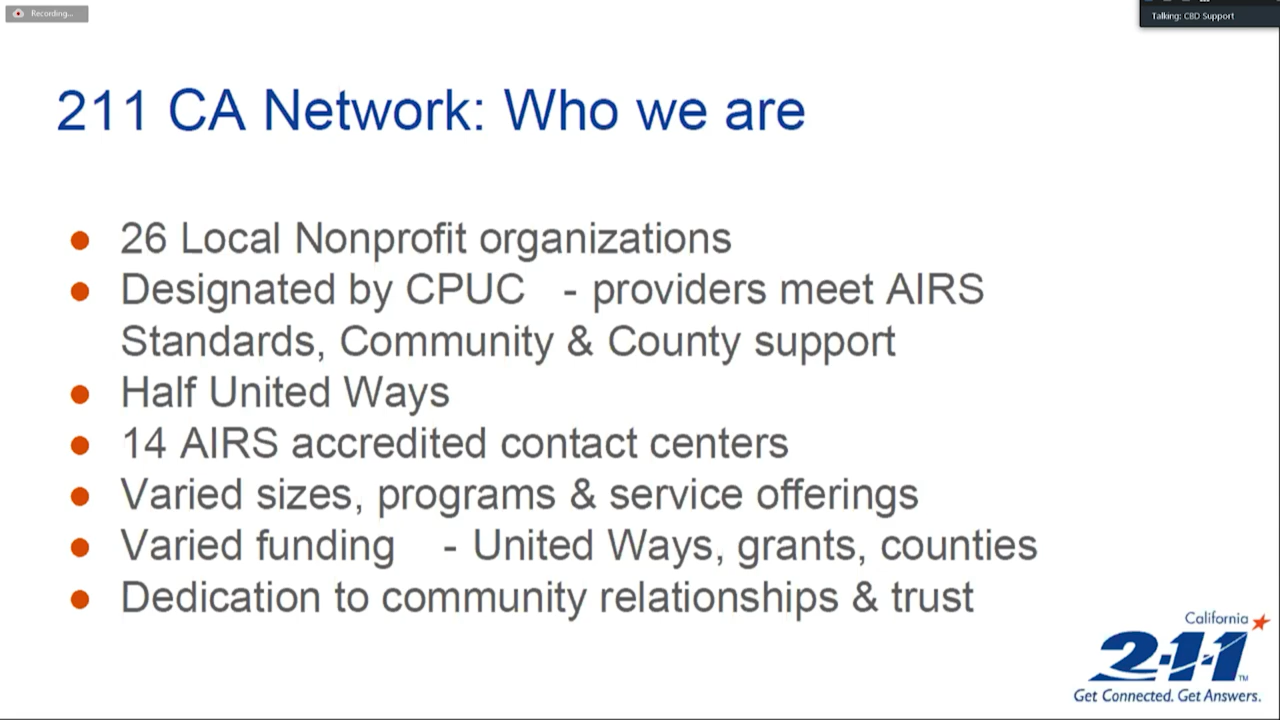 Recording...
Talking: CBD Support
211 CA Network: Who we are
● 26 Local Nonprofit organizations
● Designated by CPUC - providers meet AIRS
Standards, Community & County support
● Half United Ways
● 14 AIRS accredited contact centers
● Varied sizes, programs & service offerings
● Varied funding - United Ways, grants, counties
● Dedication to community relationships & trust
California
2-1-1 ™
Get Connected. Get Answers.